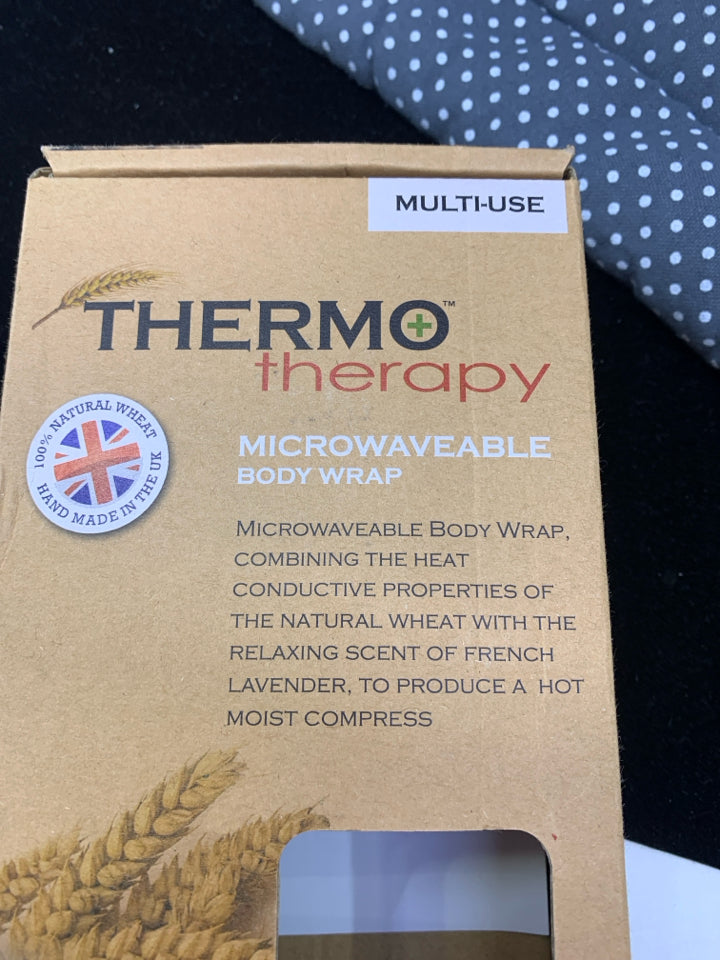 MULTI-USE
THERMO™
therapy
100% NATURAL WHEAT
HAND MADE IN THE UK
MICROWAVEABLE
BODY WRAP
MICROWAVEABLE BODY WRAP,
COMBINING THE HEAT
CONDUCTIVE PROPERTIES OF
THE NATURAL WHEAT WITH THE
RELAXING SCENT OF FRENCH
LAVENDER, TO PRODUCE A HOT
MOIST COMPRESS